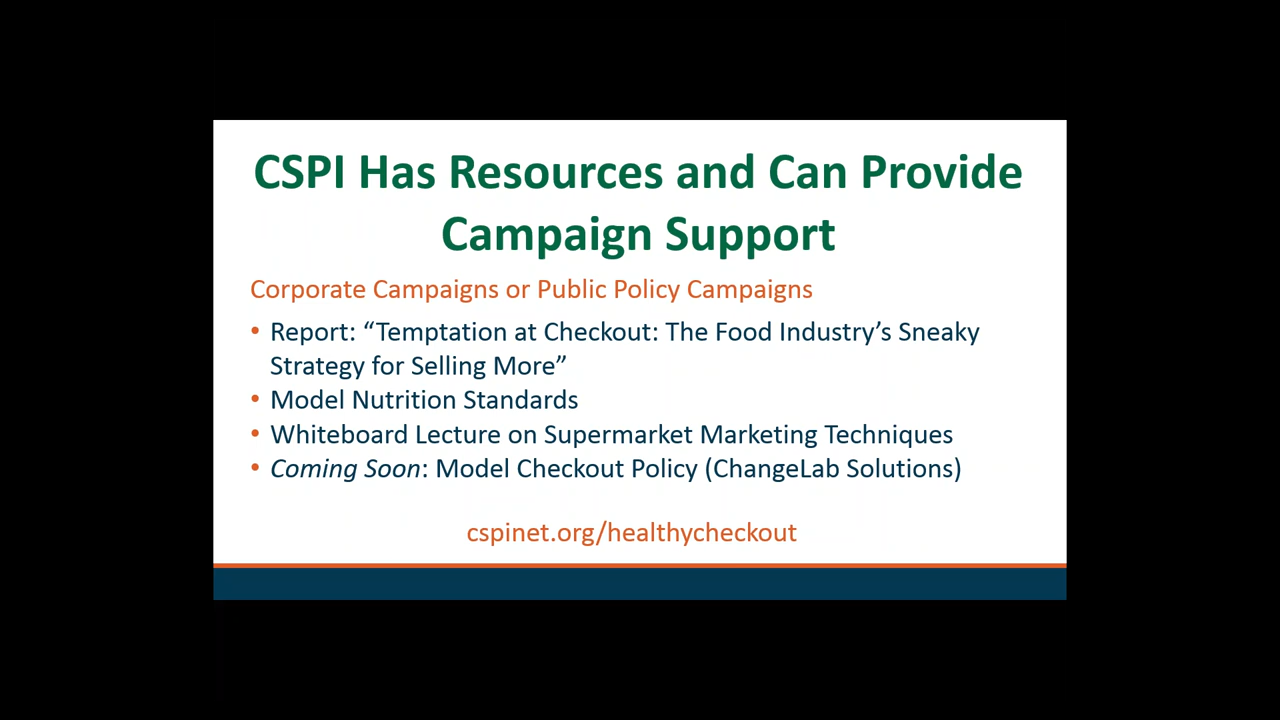 CSPI Has Resources and Can Provide
Campaign Support
Corporate Campaigns or Public Policy Campaigns
• Report: “Temptation at Checkout: The Food Industry’s Sneaky
Strategy for Selling More”
• Model Nutrition Standards
• Whiteboard Lecture on Supermarket Marketing Techniques
• Coming Soon: Model Checkout Policy (ChangeLab Solutions)
cspinet.org/healthycheckout